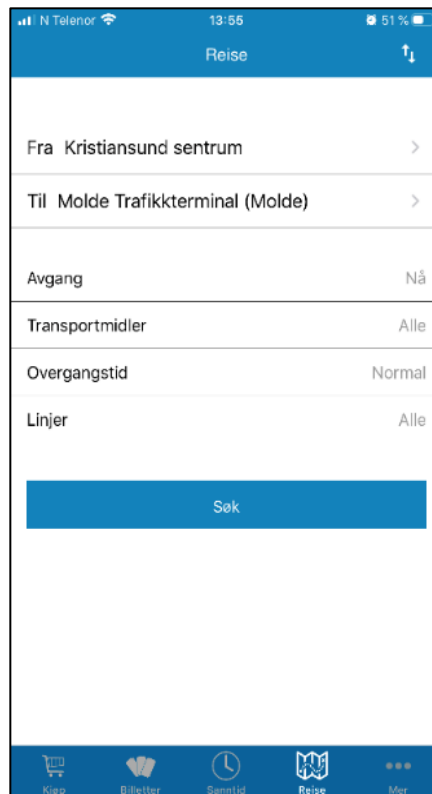 N Telenor 13:55 51 %
Reise
Fra Kristiansund sentrum
Til Molde Trafikkterminal (Molde)
Avgang Nå
Transportmidler Alle
Overgangstid Normal
Linjer Alle
Søk
Kjøp Billetter Sanntid Reise Mer